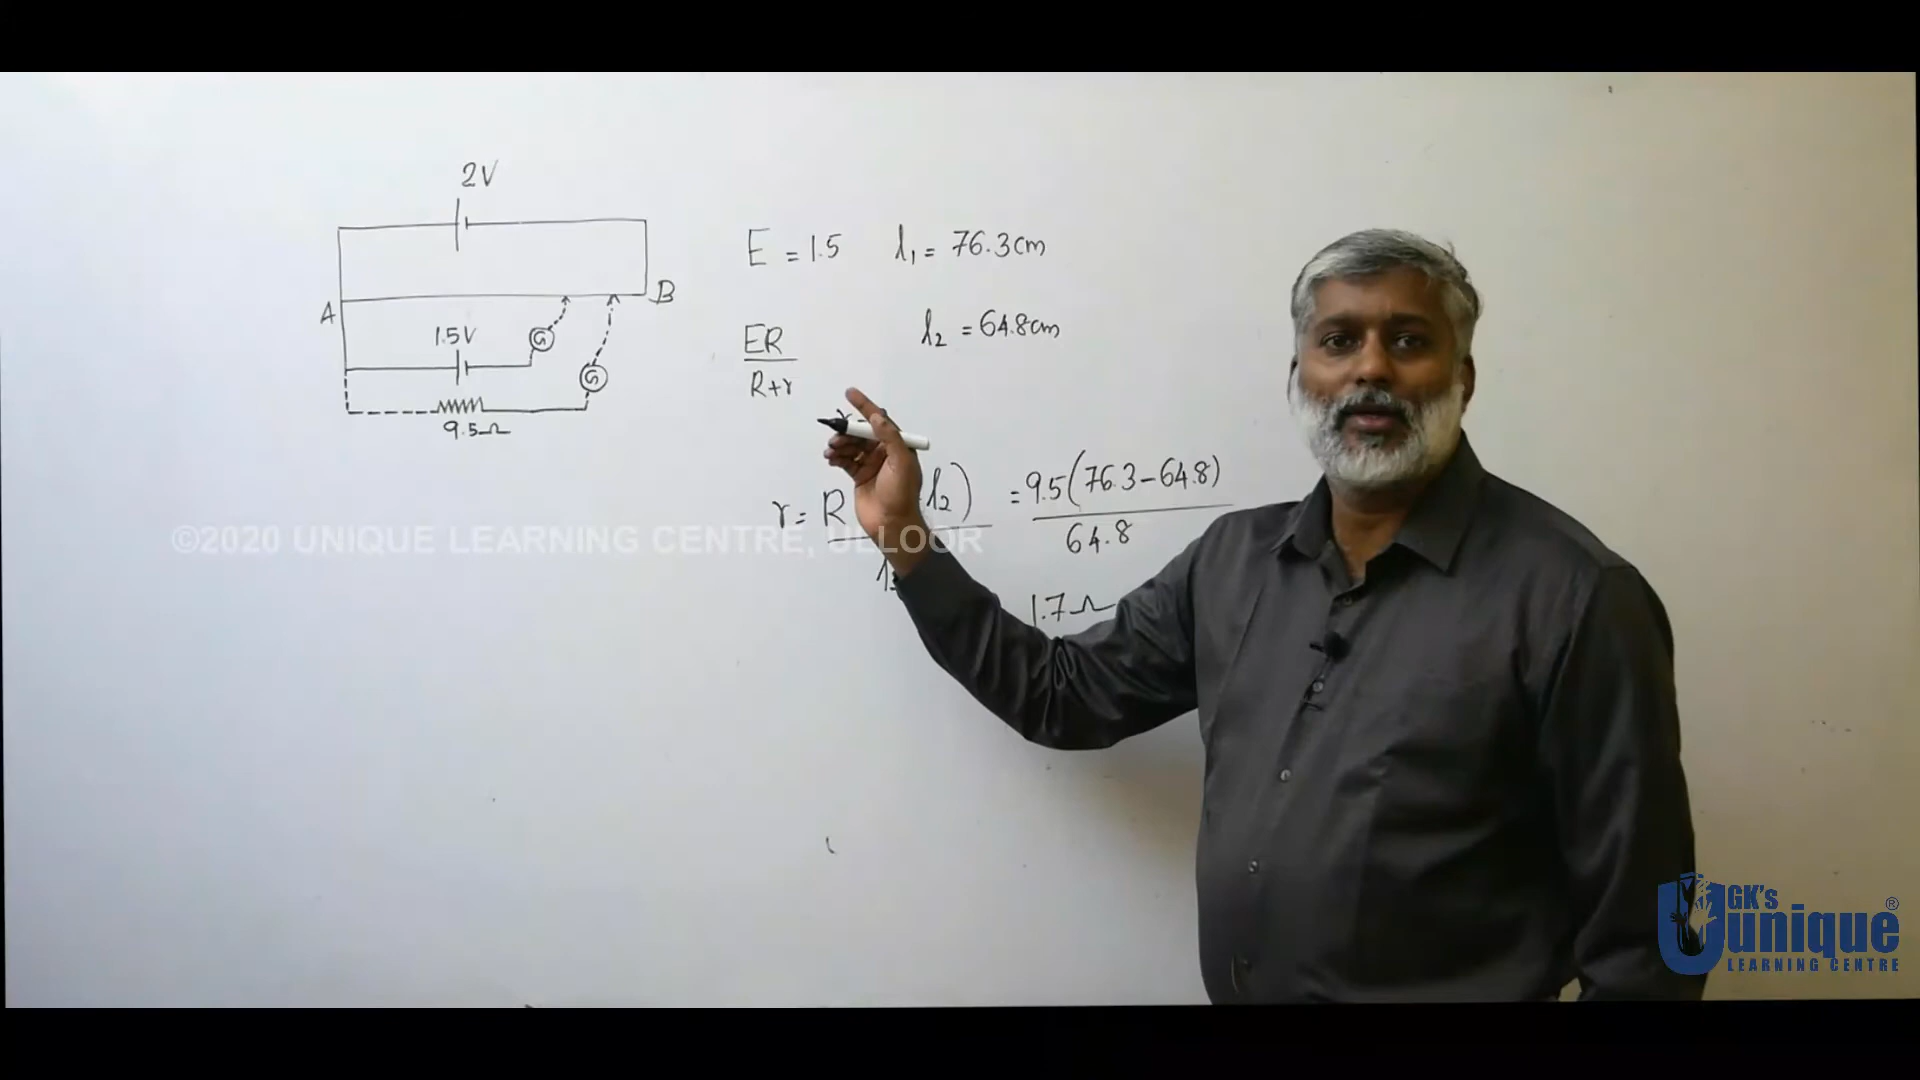 2V
E = 1.5 l₁ = 76.3cm
A B
l₂ = 64.8cm
1.5V G
ER
R+r
G
9.5Ω
r = R l₂) = 9.5(76.3-64.8)
64.8
©2020 UNIQUE LEARNING CENTRE, ULLOOR
1.7Ω
GK's
unique ®
LEARNING CENTRE